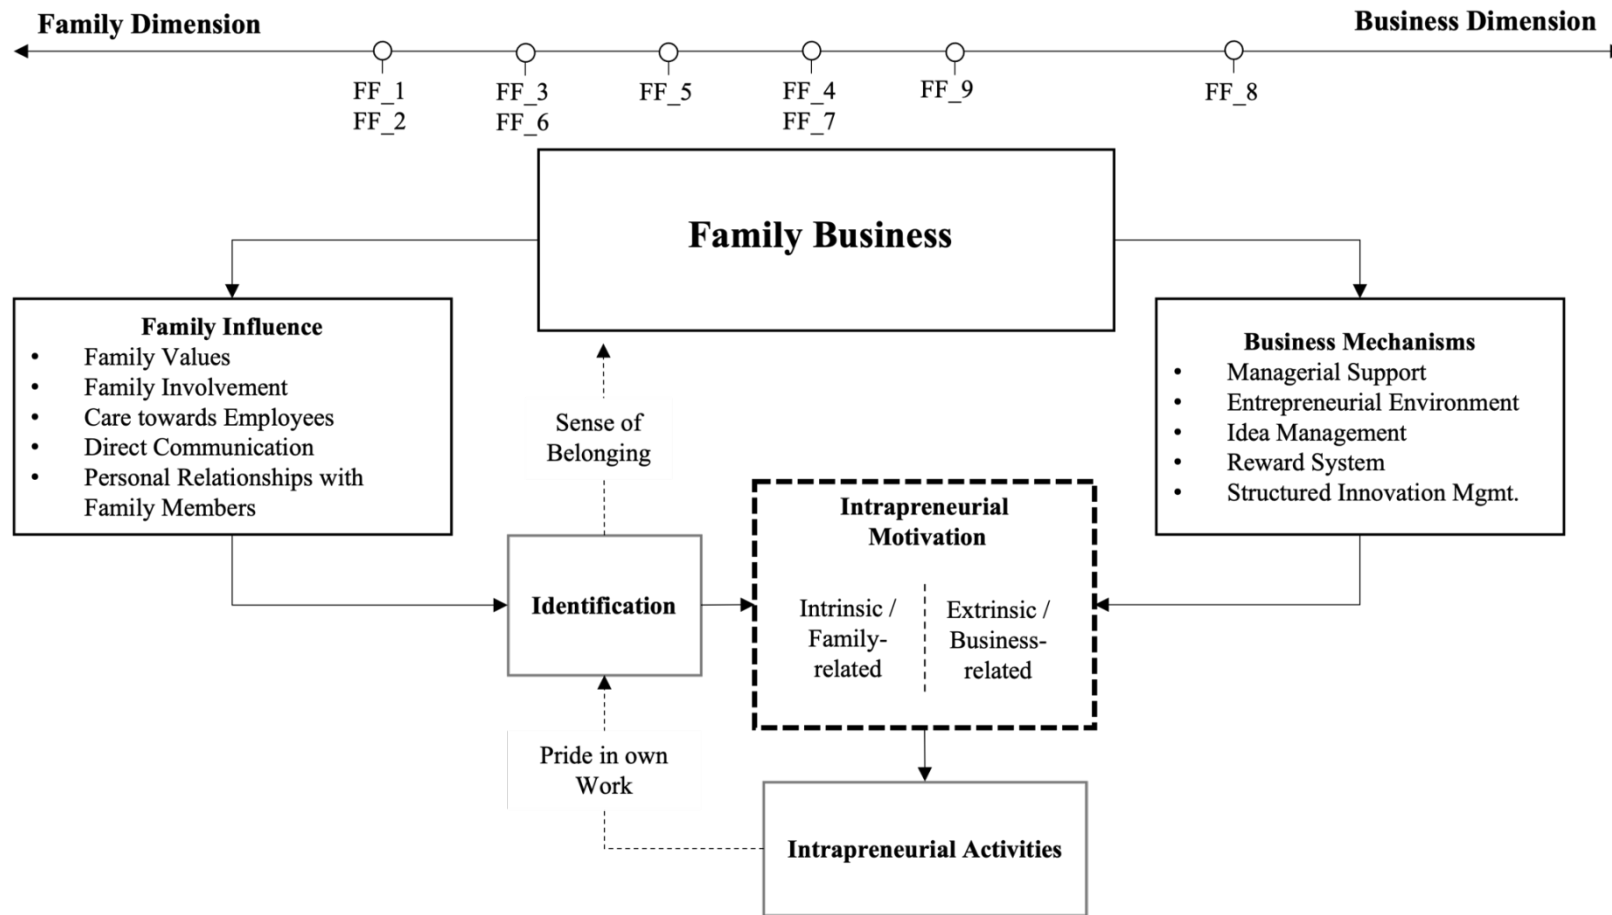 Family Dimension
Business Dimension
FF_1
FF_2
FF_3
FF_6
FF_5
FF_4
FF_7
FF_9
FF_8
Family Business
Family Influence
• Family Values
• Family Involvement
• Care towards Employees
• Direct Communication
• Personal Relationships with
Family Members
Business Mechanisms
• Managerial Support
• Entrepreneurial Environment
• Idea Management
• Reward System
• Structured Innovation Mgmt.
Sense of
Belonging
Identification
Intrapreneurial
Motivation
Intrinsic /
Family-
related
Extrinsic /
Business-
related
Pride in own
Work
Intrapreneurial Activities